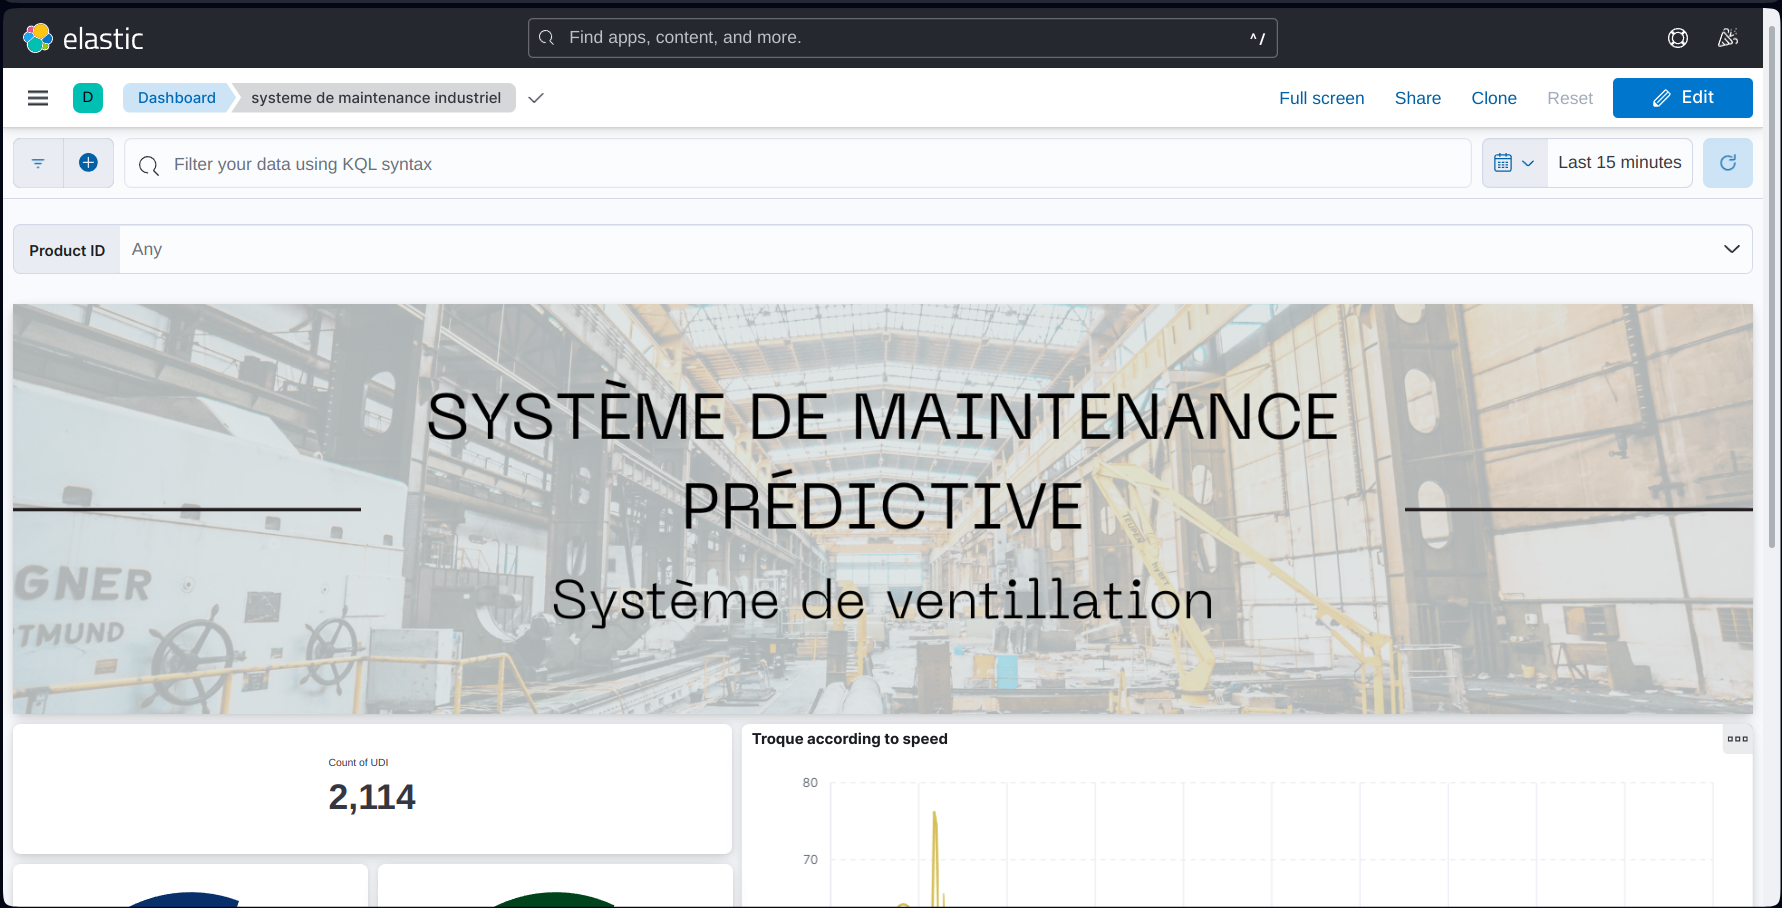 elastic
Find apps, content, and more.
^ /
D
Dashboard
systeme de maintenance industriel
Full screen
Share
Clone
Reset
Edit
Filter your data using KQL syntax
Last 15 minutes
Product ID
Any
SYSTÈME DE MAINTENANCE
PRÉDICTIVE
Système de ventillation
GNER
TMUND
Count of UDI
2,114
Troque according to speed
80
70